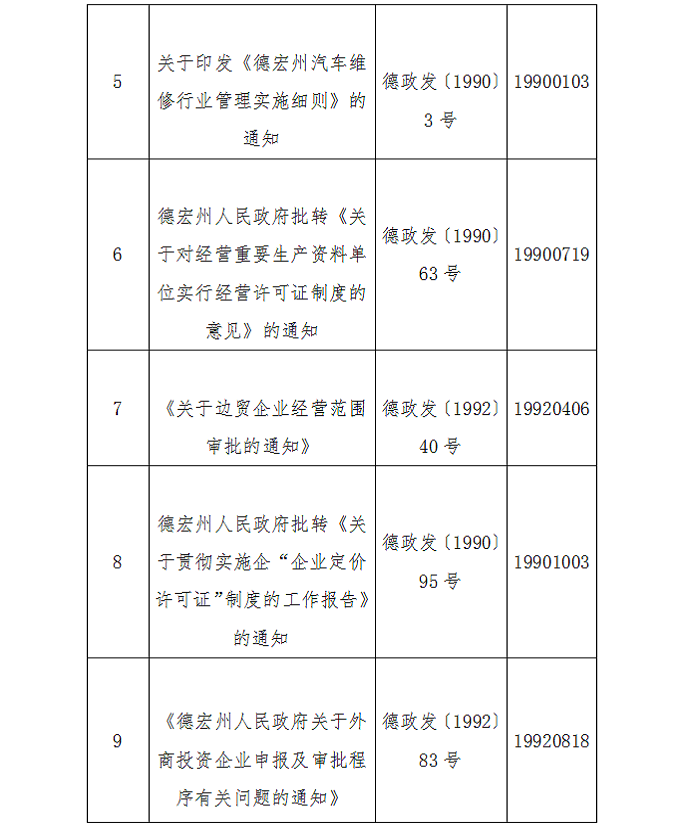 5
关于印发《德宏州汽车维
修行业管理实施细则》的
通知
德政发〔1990〕
3号
19900103
6
德宏州人民政府批转《关
于对经营重要生产资料单
位实行经营许可证制度的
意见》的通知
德政发〔1990〕
63号
19900719
7
《关于边贸企业经营范围
审批的通知》
德政发〔1992〕
40号
19920406
8
德宏州人民政府批转《关
于贯彻实施企“企业定价
许可证”制度的工作报告》
的通知
德政发〔1990〕
95号
19901003
9
《德宏州人民政府关于外
商投资企业申报及审批程
序有关问题的通知》
德政发〔1992〕
83号
19920818